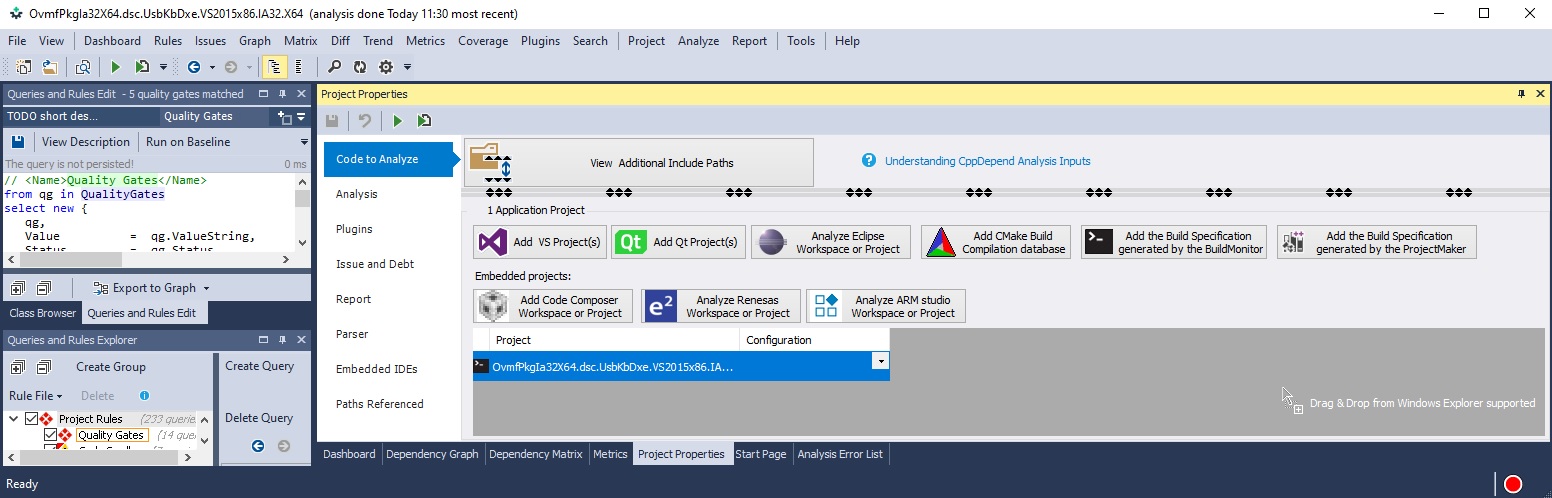 OvmfPkgIa32X64.dsc.UsbKbDxe.VS2015x86.IA32.X64 (analysis done Today 11:30 most recent)
File View Dashboard Rules Issues Graph Matrix Diff Trend Metrics Coverage Plugins Search Project Analyze Report Tools Help
Queries and Rules Edit - 5 quality gates matched
TODO short des... Quality Gates
View Description Run on Baseline
The query is not persisted! 0 ms
// <Name>Quality Gates</Name>
from qg in QualityGates
select new {
qg,
Value = qg.ValueString,
Status = qg.Status
Export to Graph
Class Browser Queries and Rules Edit
Queries and Rules Explorer
Create Group
Rule File Delete
Project Rules (233 querie
Quality Gates (14 quer
Create Query
Delete Query
Project Properties
Code to Analyze
Analysis
Plugins
Issue and Debt
Report
Parser
Embedded IDEs
Paths Referenced
View Additional Include Paths
Understanding CppDepend Analysis Inputs
1 Application Project
Add VS Project(s)
Add Qt Project(s)
Analyze Eclipse
Workspace or Project
Add CMake Build
Compilation database
Add the Build Specification
generated by the BuildMonitor
Add the Build Specification
generated by the ProjectMaker
Embedded projects:
Add Code Composer
Workspace or Project
Analyze Renesas
Workspace or Project
Analyze ARM studio
Workspace or Project
Project Configuration
OvmfPkgIa32X64.dsc.UsbKbDxe.VS2015x86.IA...
Drag & Drop from Windows Explorer supported
Dashboard Dependency Graph Dependency Matrix Metrics Project Properties Start Page Analysis Error List
Ready